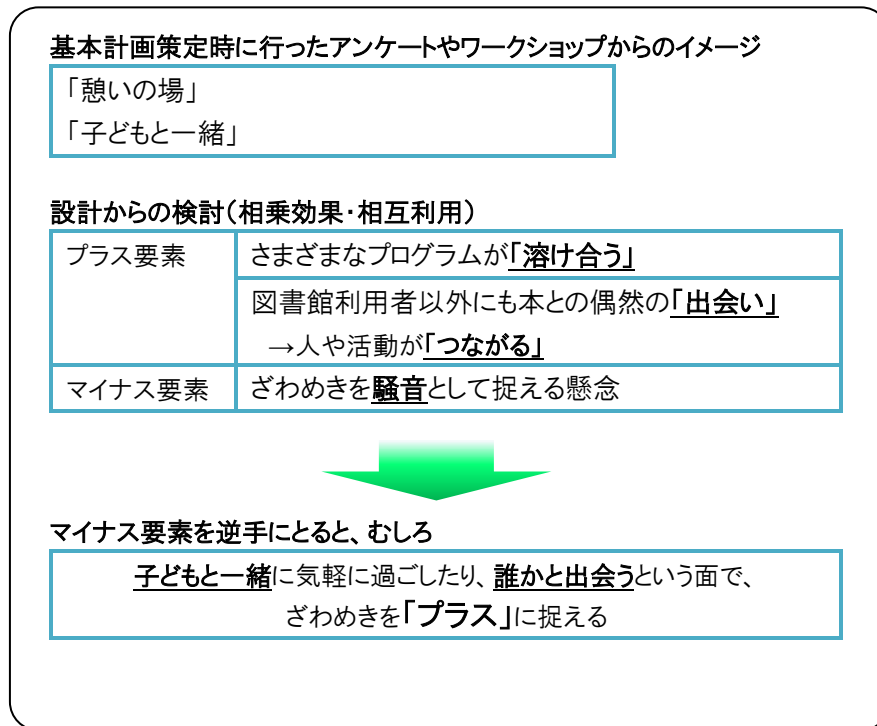 基本計画策定時に行ったアンケートやワークショップからのイメージ
「憩いの場」
「子どもと一緒」
設計からの検討（相乗効果・相互利用）
プラス要素
さまざまなプログラムが「溶け合う」
図書館利用者以外にも本との偶然の「出会い」
→人や活動が「つながる」
マイナス要素
ざわめきを騒音として捉える懸念
マイナス要素を逆手にとると、むしろ
子どもと一緒に気軽に過ごしたり、誰かと出会うという面で、
ざわめきを「プラス」に捉える